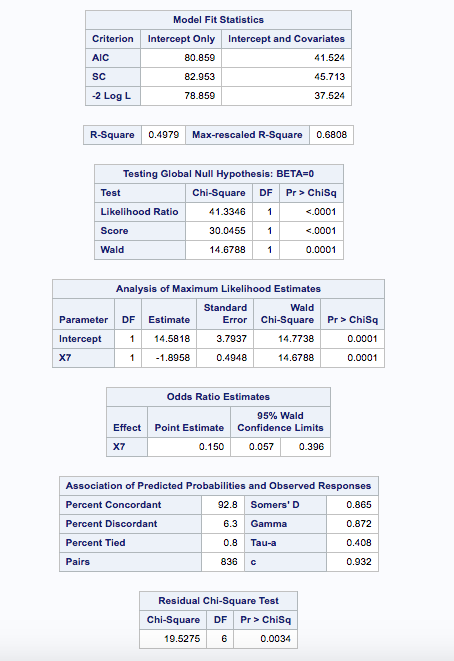 Model Fit Statistics
Criterion Intercept Only Intercept and Covariates
AIC 80.859 41.524
SC 82.953 45.713
-2 Log L 78.859 37.524
R-Square 0.4979 Max-rescaled R-Square 0.6808
Testing Global Null Hypothesis: BETA=0
Test Chi-Square DF Pr > ChiSq
Likelihood Ratio 41.3346 1 <.0001
Score 30.0455 1 <.0001
Wald 14.6788 1 0.0001
Analysis of Maximum Likelihood Estimates
Standard Wald
Parameter DF Estimate Error Chi-Square Pr > ChiSq
Intercept 1 14.5818 3.7937 14.7738 0.0001
X7 1 -1.8958 0.4948 14.6788 0.0001
Odds Ratio Estimates
95% Wald
Effect Point Estimate Confidence Limits
X7 0.150 0.057 0.396
Association of Predicted Probabilities and Observed Responses
Percent Concordant 92.8 Somers' D 0.865
Percent Discordant 6.3 Gamma 0.872
Percent Tied 0.8 Tau-a 0.408
Pairs 836 c 0.932
Residual Chi-Square Test
Chi-Square DF Pr > ChiSq
19.5275 6 0.0034